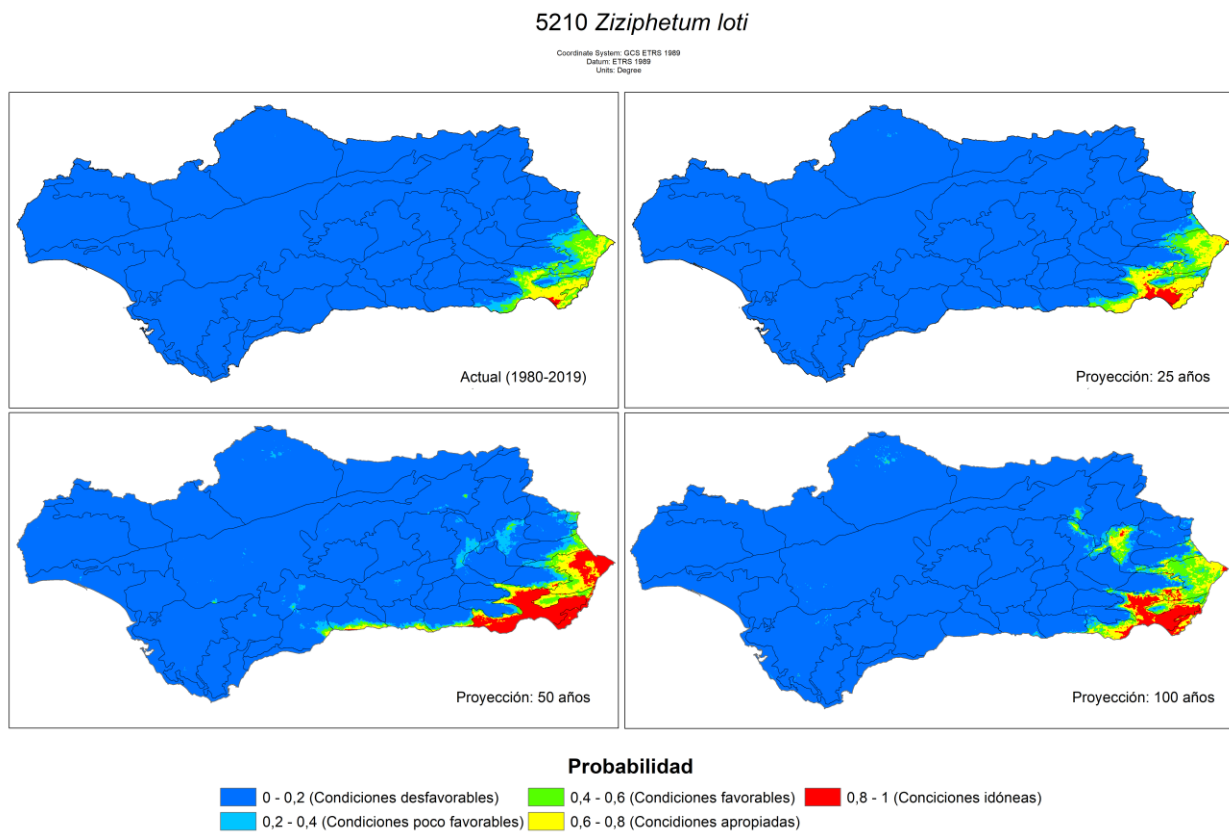 5210 Ziziphetum loti
Coordinate System: GCS ETRS 1989
Datum: ETRS 1989
Units: Degree
Actual (1980-2019)
Proyección: 25 años
Proyección: 50 años
Proyección: 100 años
Probabilidad
0 - 0,2 (Condiciones desfavorables)
0,4 - 0,6 (Condiciones favorables)
0,8 - 1 (Conciciones idóneas)
0,2 - 0,4 (Condiciones poco favorables)
0,6 - 0,8 (Concidiones apropiadas)